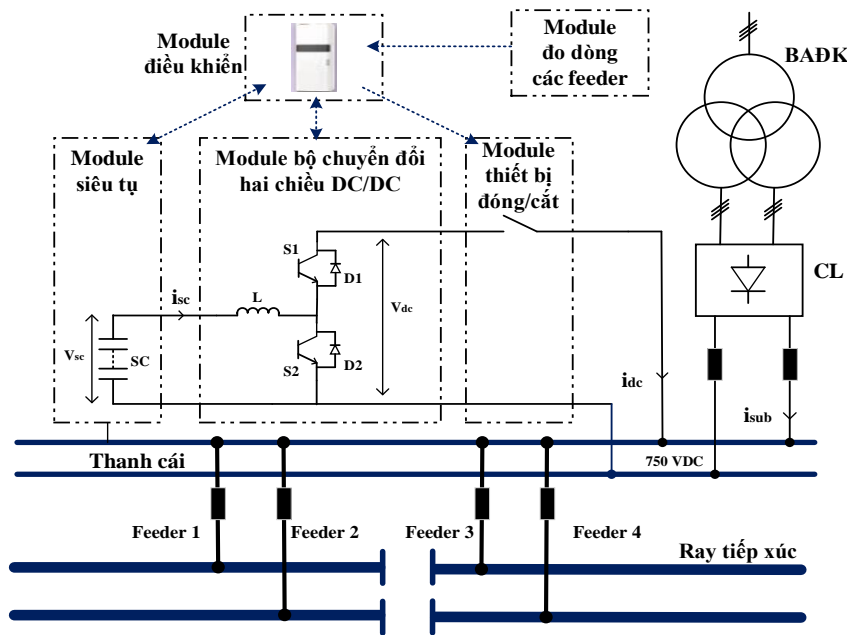 Module
điều khiển
Module
đo dòng
các feeder
BAĐK
Module
siêu tụ
Module bộ chuyển đổi
hai chiều DC/DC
Module
thiết bị
đóng/cắt
S1
D1
CL
isc
L
Vdc
Vsc
SC
S2
D2
idc
isub
Thanh cái
750 VDC
Feeder 1
Feeder 2
Feeder 3
Feeder 4
Ray tiếp xúc